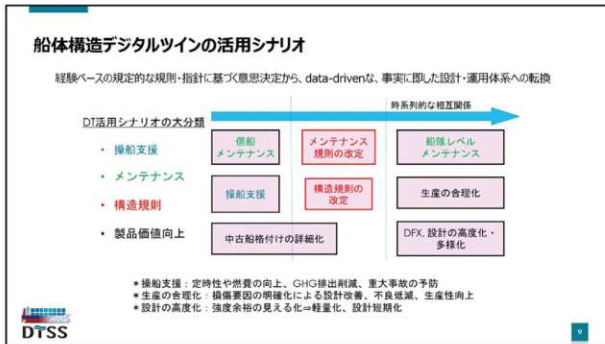 船体構造デジタルツインの活用シナリオ
経験ベースの規定的な規則・指針に基づく意思決定から、data-drivenな、事実に即した設計・運用体系への転換
時系列的な相互関係
DT活用シナリオの大分類
・ 操船支援
・ メンテナンス
・ 構造規則
・ 製品価値向上
個船
メンテナンス
メンテナンス
規則の改定
船隊レベル
メンテナンス
操船支援
構造規則の
改定
生産の合理化
中古船格付けの詳細化
DFX, 設計の高度化・
多様化
＊操船支援：定時性や燃費の向上、GHG排出削減、重大事故の予防
＊生産の合理化：損傷要因の明確化による設計改善、不良低減、生産性向上
＊設計の高度化：強度余裕の見える化⇒軽量化、設計短期化
DTSS
9